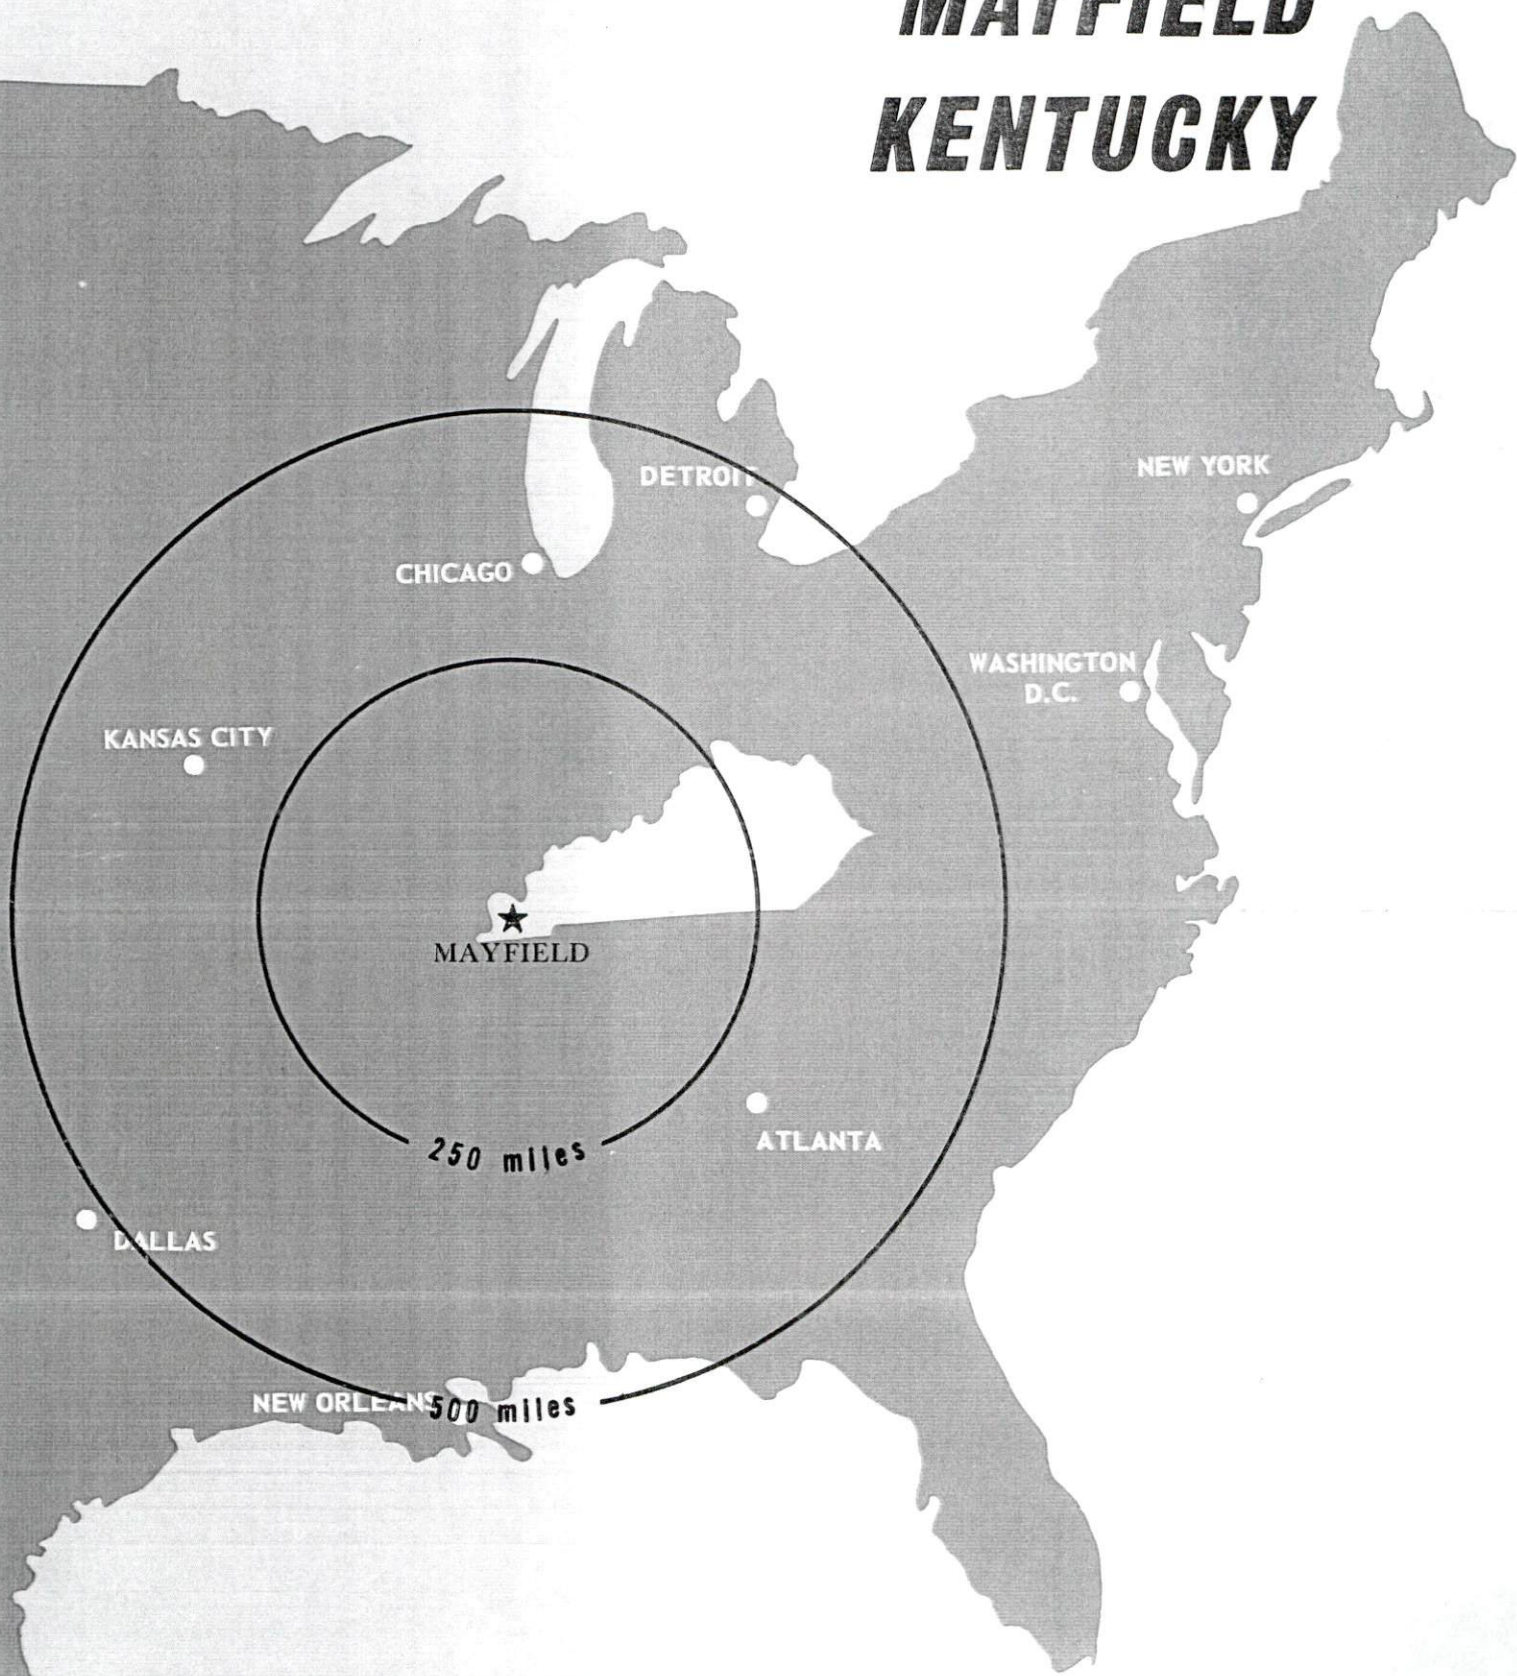 MAYFIELD
KENTUCKY
DETROIT
NEW YORK
CHICAGO
WASHINGTON
D.C.
KANSAS CITY
MAYFIELD
250 miles
ATLANTA
DALLAS
NEW ORLEANS
500 miles